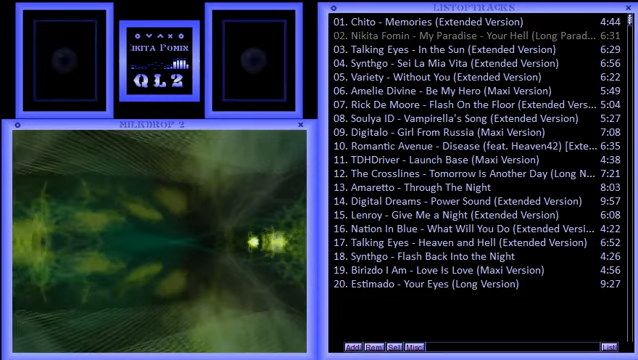 LISTOFTRACKS
NIKITA FOMIN
QL2
MILKDROP 2
01. Chito - Memories (Extended Version) 4:44
02. Nikita Fomin - My Paradise - Your Hell (Long Parad... 6:31
03. Talking Eyes - In the Sun (Extended Version) 6:29
04. Synthgo - Sei La Mia Vita (Extended Version) 6:56
05. Variety - Without You (Extended Version) 6:22
06. Amelie Divine - Be My Hero (Maxi Version) 5:49
07. Rick De Moore - Flash On the Floor (Extended Vers... 5:04
08. Soulya ID - Vampirella's Song (Extended Version) 5:27
09. Digitalo - Girl From Russia (Maxi Version) 7:08
10. Romantic Avenue - Disease (feat. Heaven42) [Exte... 6:35
11. TDHDriver - Launch Base (Maxi Version) 4:38
12. The Crosslines - Tomorrow Is Another Day (Long N... 7:21
13. Amaretto - Through The Night 8:03
14. Digital Dreams - Power Sound (Extended Version) 9:57
15. Lenroy - Give Me a Night (Extended Version) 6:08
16. Nation In Blue - What Will You Do (Extended Versi... 4:22
17. Talking Eyes - Heaven and Hell (Extended Version) 6:52
18. Synthgo - Flash Back Into the Night 4:26
19. Birizdo I Am - Love Is Love (Maxi Version) 4:56
20. Estimado - Your Eyes (Long Version) 9:27
Add Rem Sel Misc List